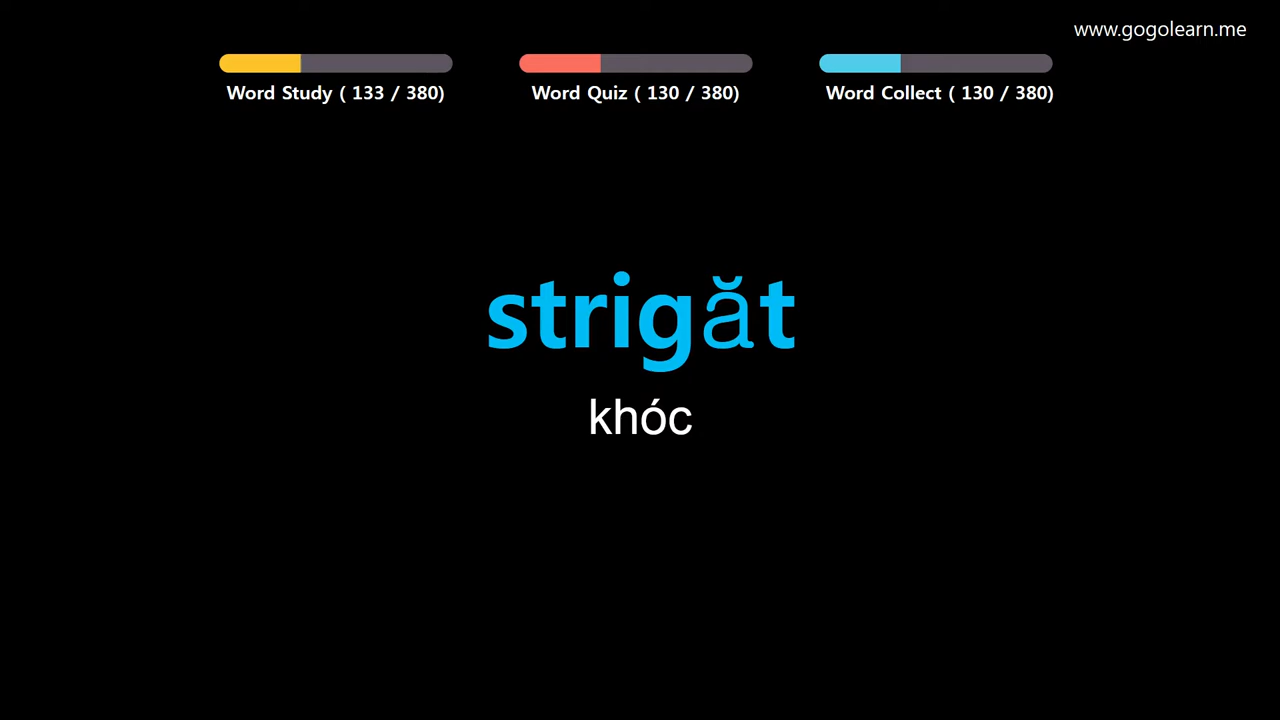 www.gogolearn.me
Word Study ( 133 / 380)
Word Quiz ( 130 / 380)
Word Collect ( 130 / 380)
strigăt
khóc